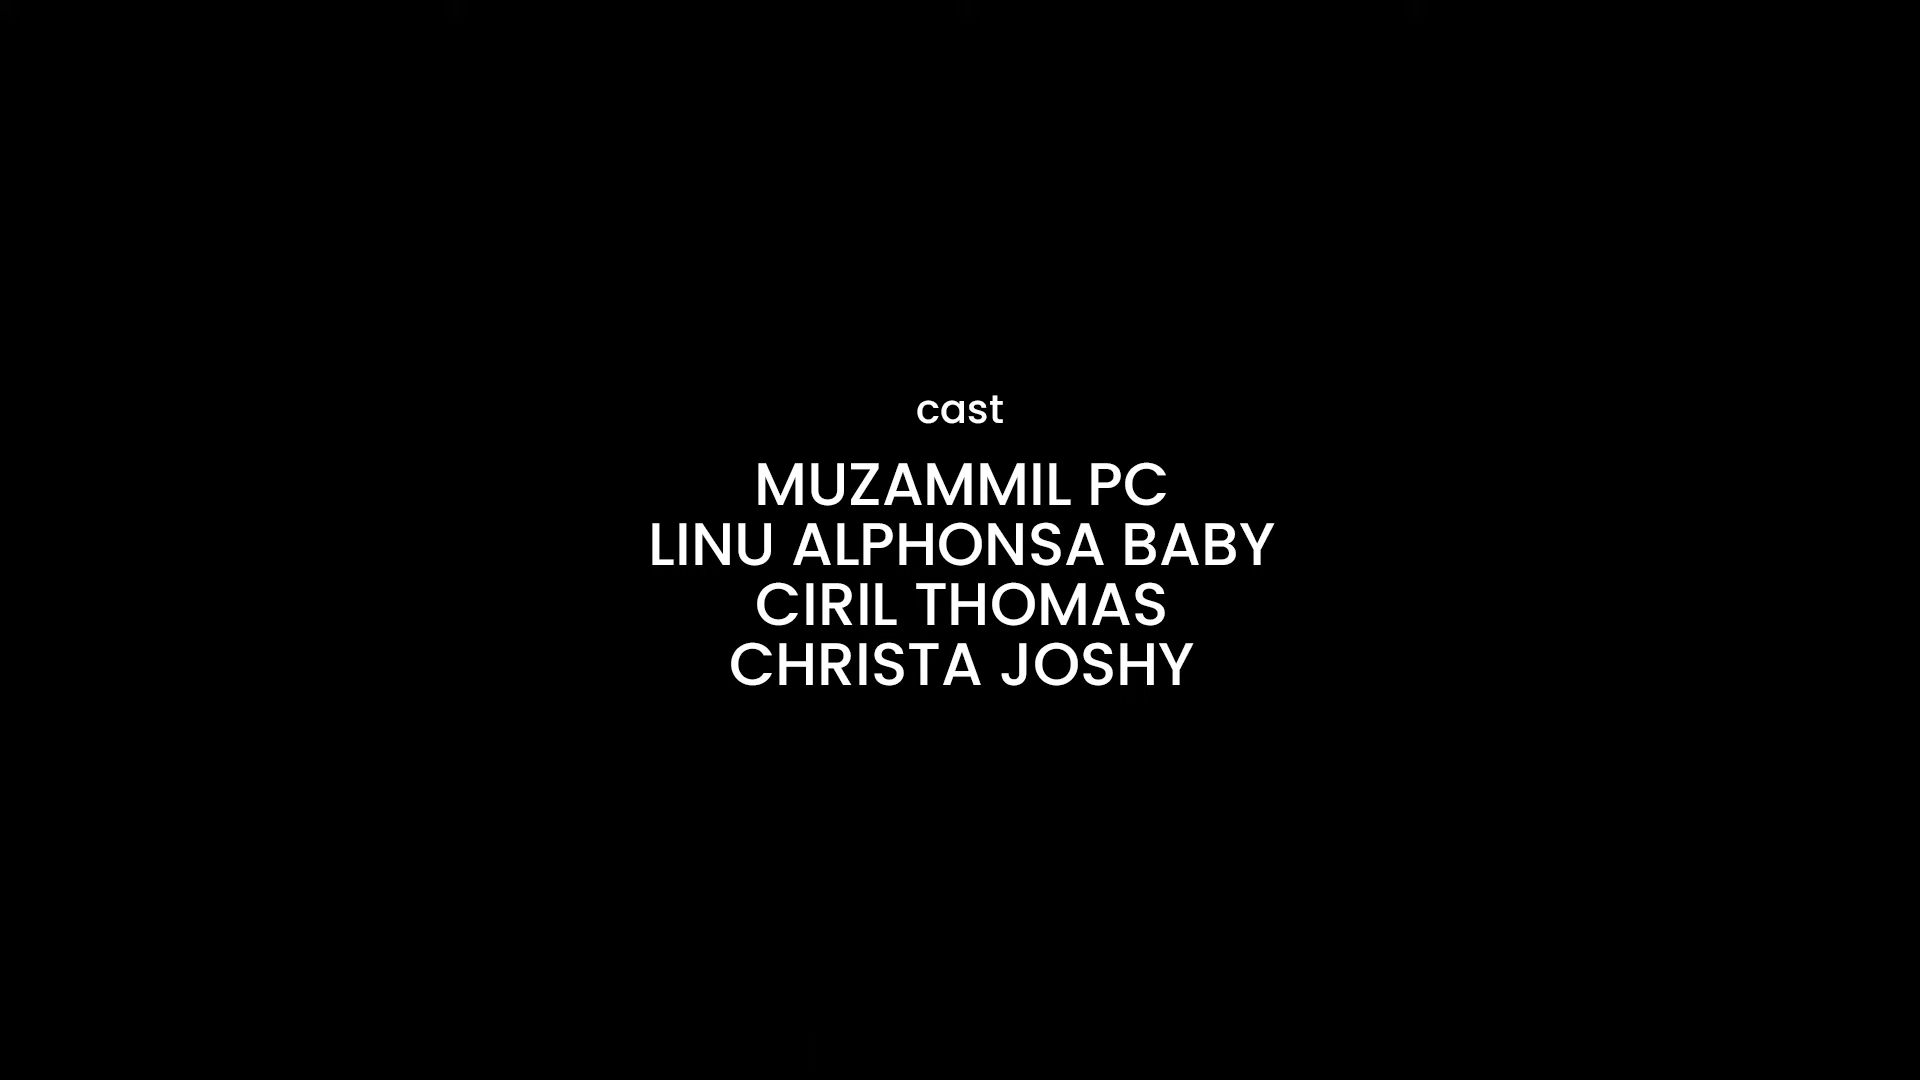 cast
MUZAMMIL PC
LINU ALPHONSA BABY
CIRIL THOMAS
CHRISTA JOSHY